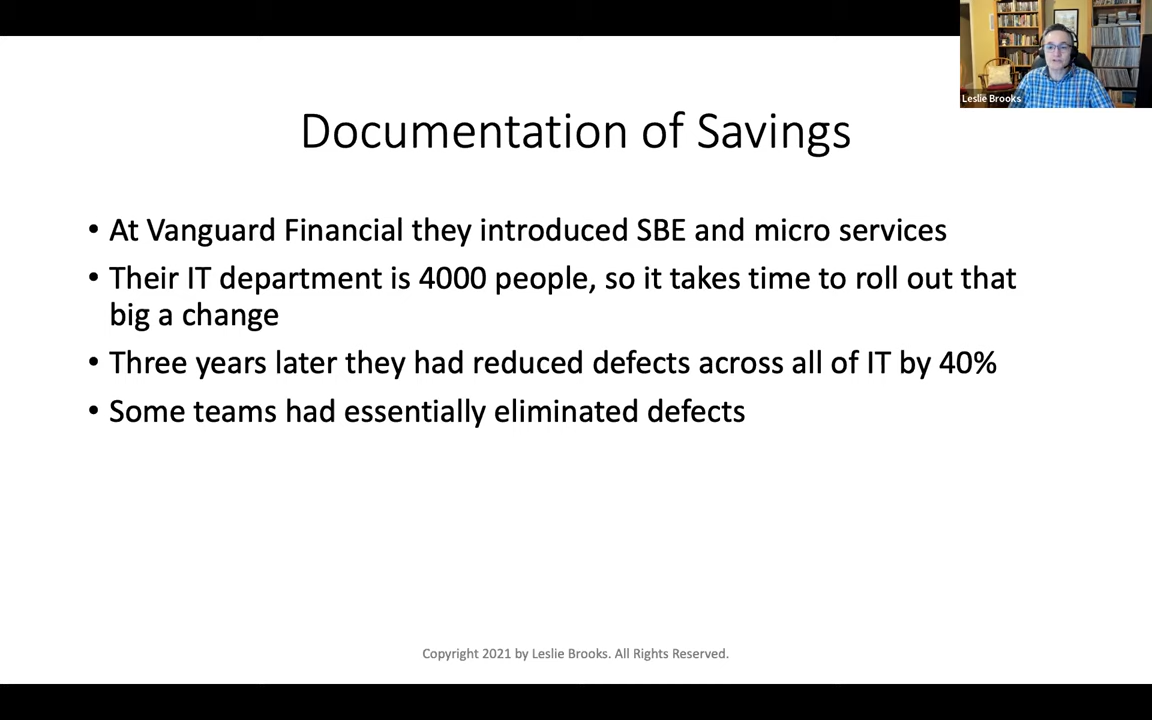 Leslie Brooks
Documentation of Savings
• At Vanguard Financial they introduced SBE and micro services
• Their IT department is 4000 people, so it takes time to roll out that
big a change
• Three years later they had reduced defects across all of IT by 40%
• Some teams had essentially eliminated defects
Copyright 2021 by Leslie Brooks. All Rights Reserved.